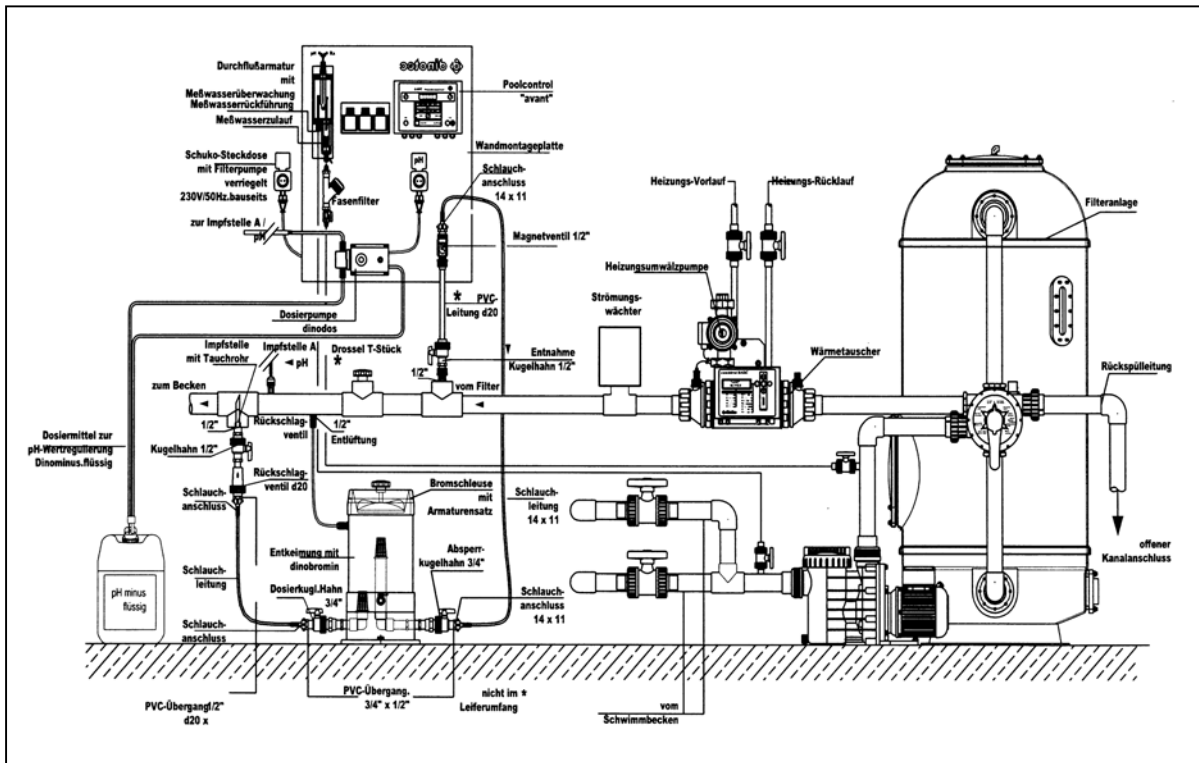 Durchflußarmatur
mit
Meßwasserüberwachung
Meßwasserrückführung
Meßwasserzulauf
Poolcontrol
"avant"
Wandmontageplatte
Schuko-Steckdose
mit Filterpumpe
verriegelt
230V/50Hz.bauseits
pH
Fasenfilter
zur Impfstelle A /
pH
Schlauch-
anschluss
14 x 11
Magnetventil 1/2"
* PVC-
Leitung d20
Dosierpumpe
dinodos
Heizungs-Vorlauf
Heizungs-Rücklauf
Heizungsumwälzpumpe
Strömungs-
wächter
Wärmetauscher
Filteranlage
Rückspülleitung
Impfstelle
mit Tauchrohr
Impfstelle A
pH
Drossel T-Stück
*
Entnahme
Kugelhahn 1/2"
1/2"
zum Becken
vom Filter
1/2"
Rückschlag-
ventil
1/2"
Entlüftung
Kugelhahn 1/2"
Dosiermittel zur
pH-Wertregulierung
Dinominus.flüssig
Rückschlag-
ventil d20
Schlauch-
anschluss
Bromschleuse
mit
Armaturensatz
Schlauch-
leitung
14 x 11
Entkeimung mit
dinobromin
Absperr-
kugelhahn 3/4"
Schlauch-
leitung
Dosierkugl.Hahn
3/4"
Schlauch-
anschluss
14 x 11
Schlauch-
anschluss
pH minus
flüssig
offener
Kanalanschluss
PVC-Übergang1/2"
d20 x
PVC-Übergang.
3/4" x 1/2"
nicht im *
Leiferumfang
vom
Schwimmbecken